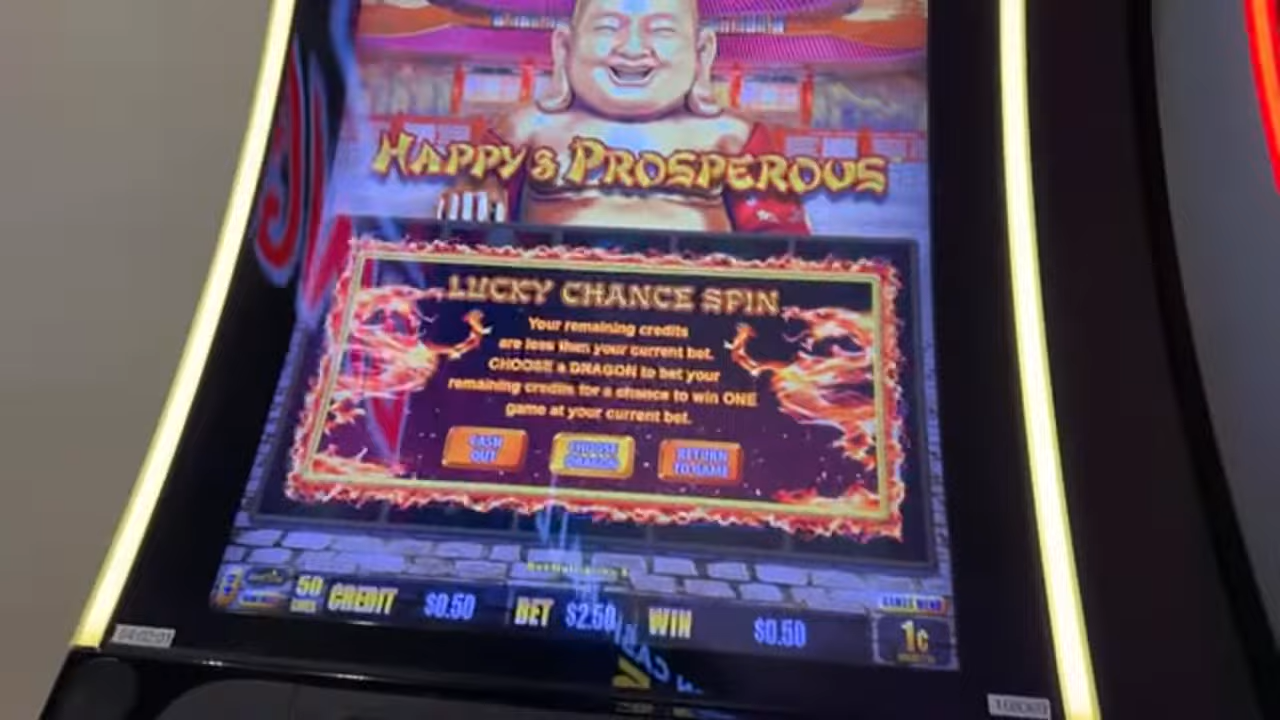 HAPPY & PROSPEROUS
LUCKY CHANCE SPIN
Your remaining credits
are less than your current bet.
CHOOSE a DRAGON to bet your
remaining credits for a chance to win ONE
game at your current bet.
CASH OUT
CHOOSE DRAGON
RETURN TO GAME
50 LINES CREDIT $0.50 BET $2.50 WIN $0.50
1¢